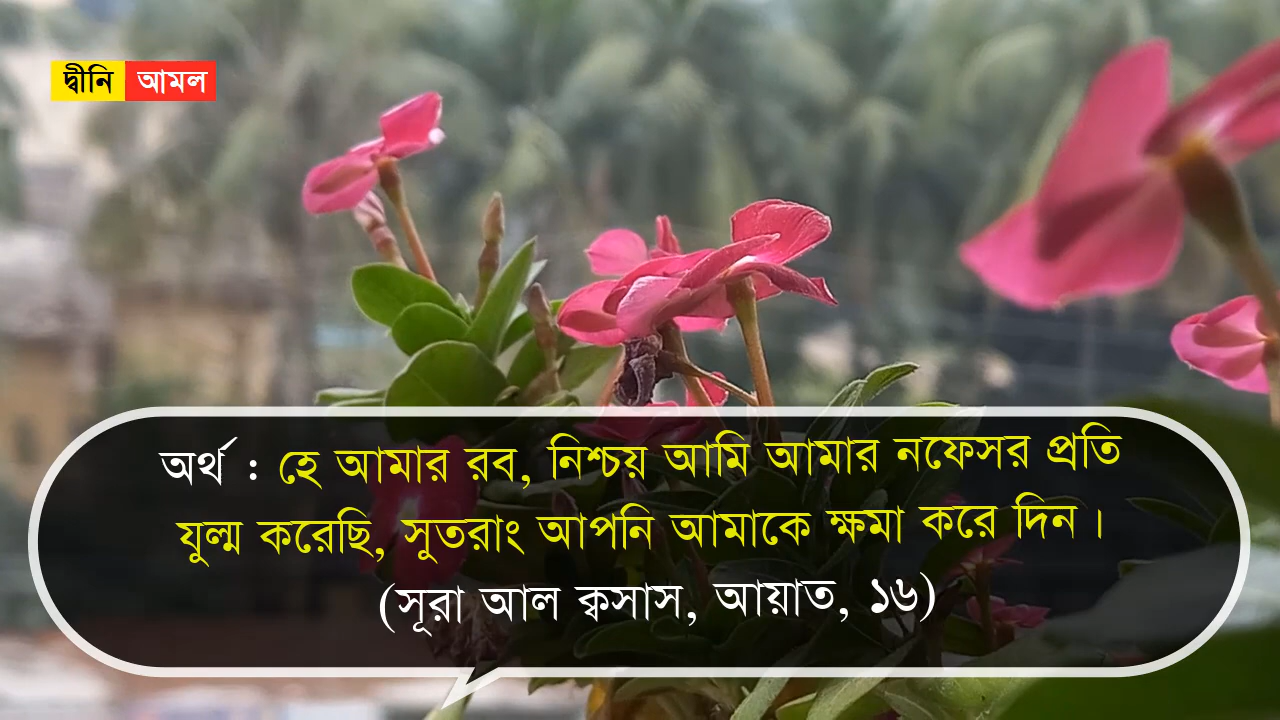 দ্বীনি আমল
অর্থ : হে আমার রব, নিশ্চয় আমি আমার নফেসর প্রতি
যুল্ম করেছি, সুতরাং আপনি আমাকে ক্ষমা করে দিন।
(সূরা আল ক্বসাস, আয়াত, ১৬)